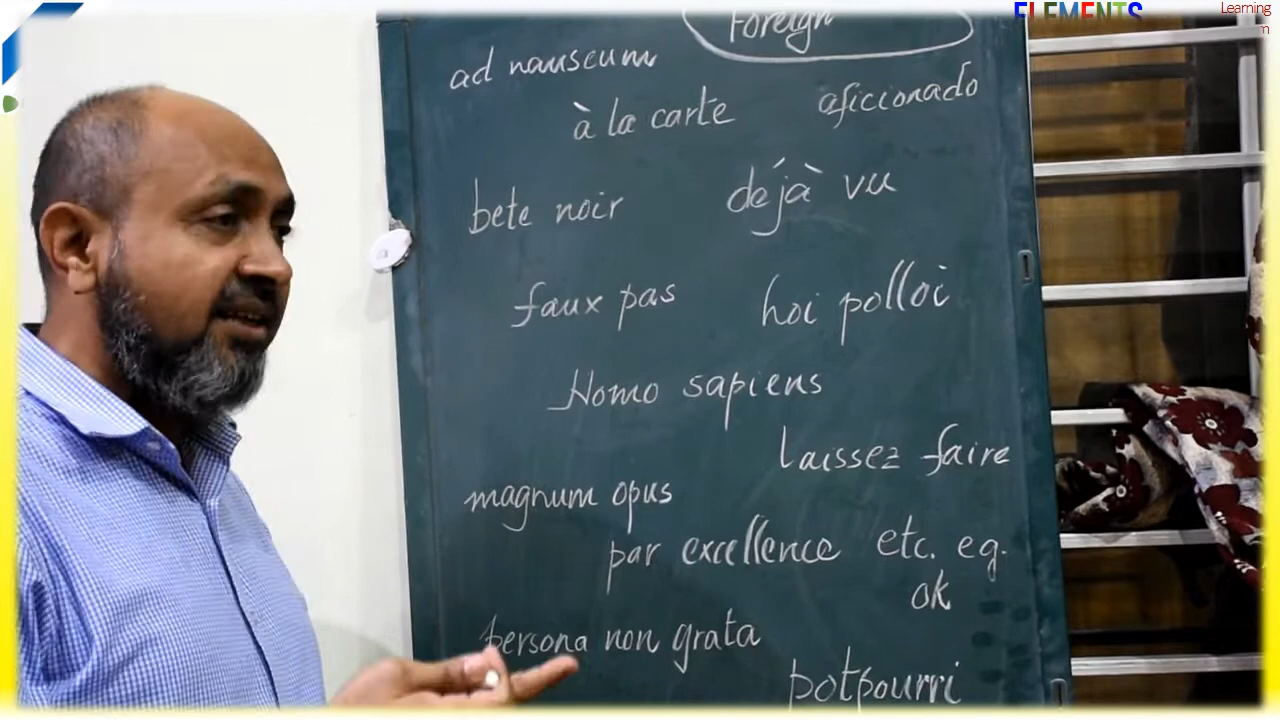 ELEMENTS
Learning
Foreign
ad nauseum
à la carte aficionado
bete noir déjà vu
faux pas hoi polloi
Homo sapiens
laissez faire
magnum opus
par excellence etc. eg.
ok
persona non grata
potpourri